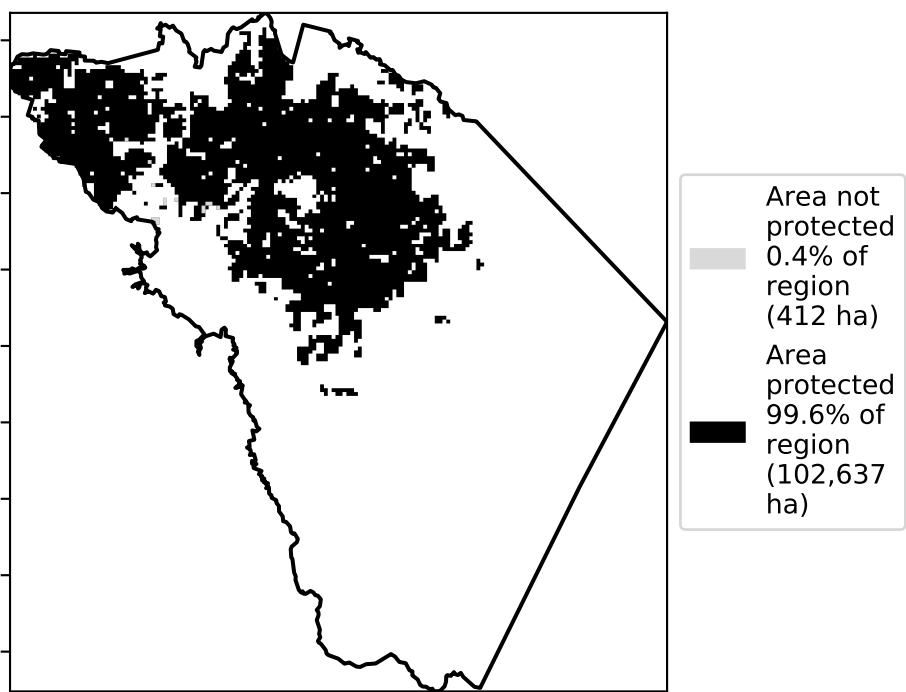 Area not
protected
0.4% of
region
(412 ha)
Area
protected
99.6% of
region
(102,637
ha)